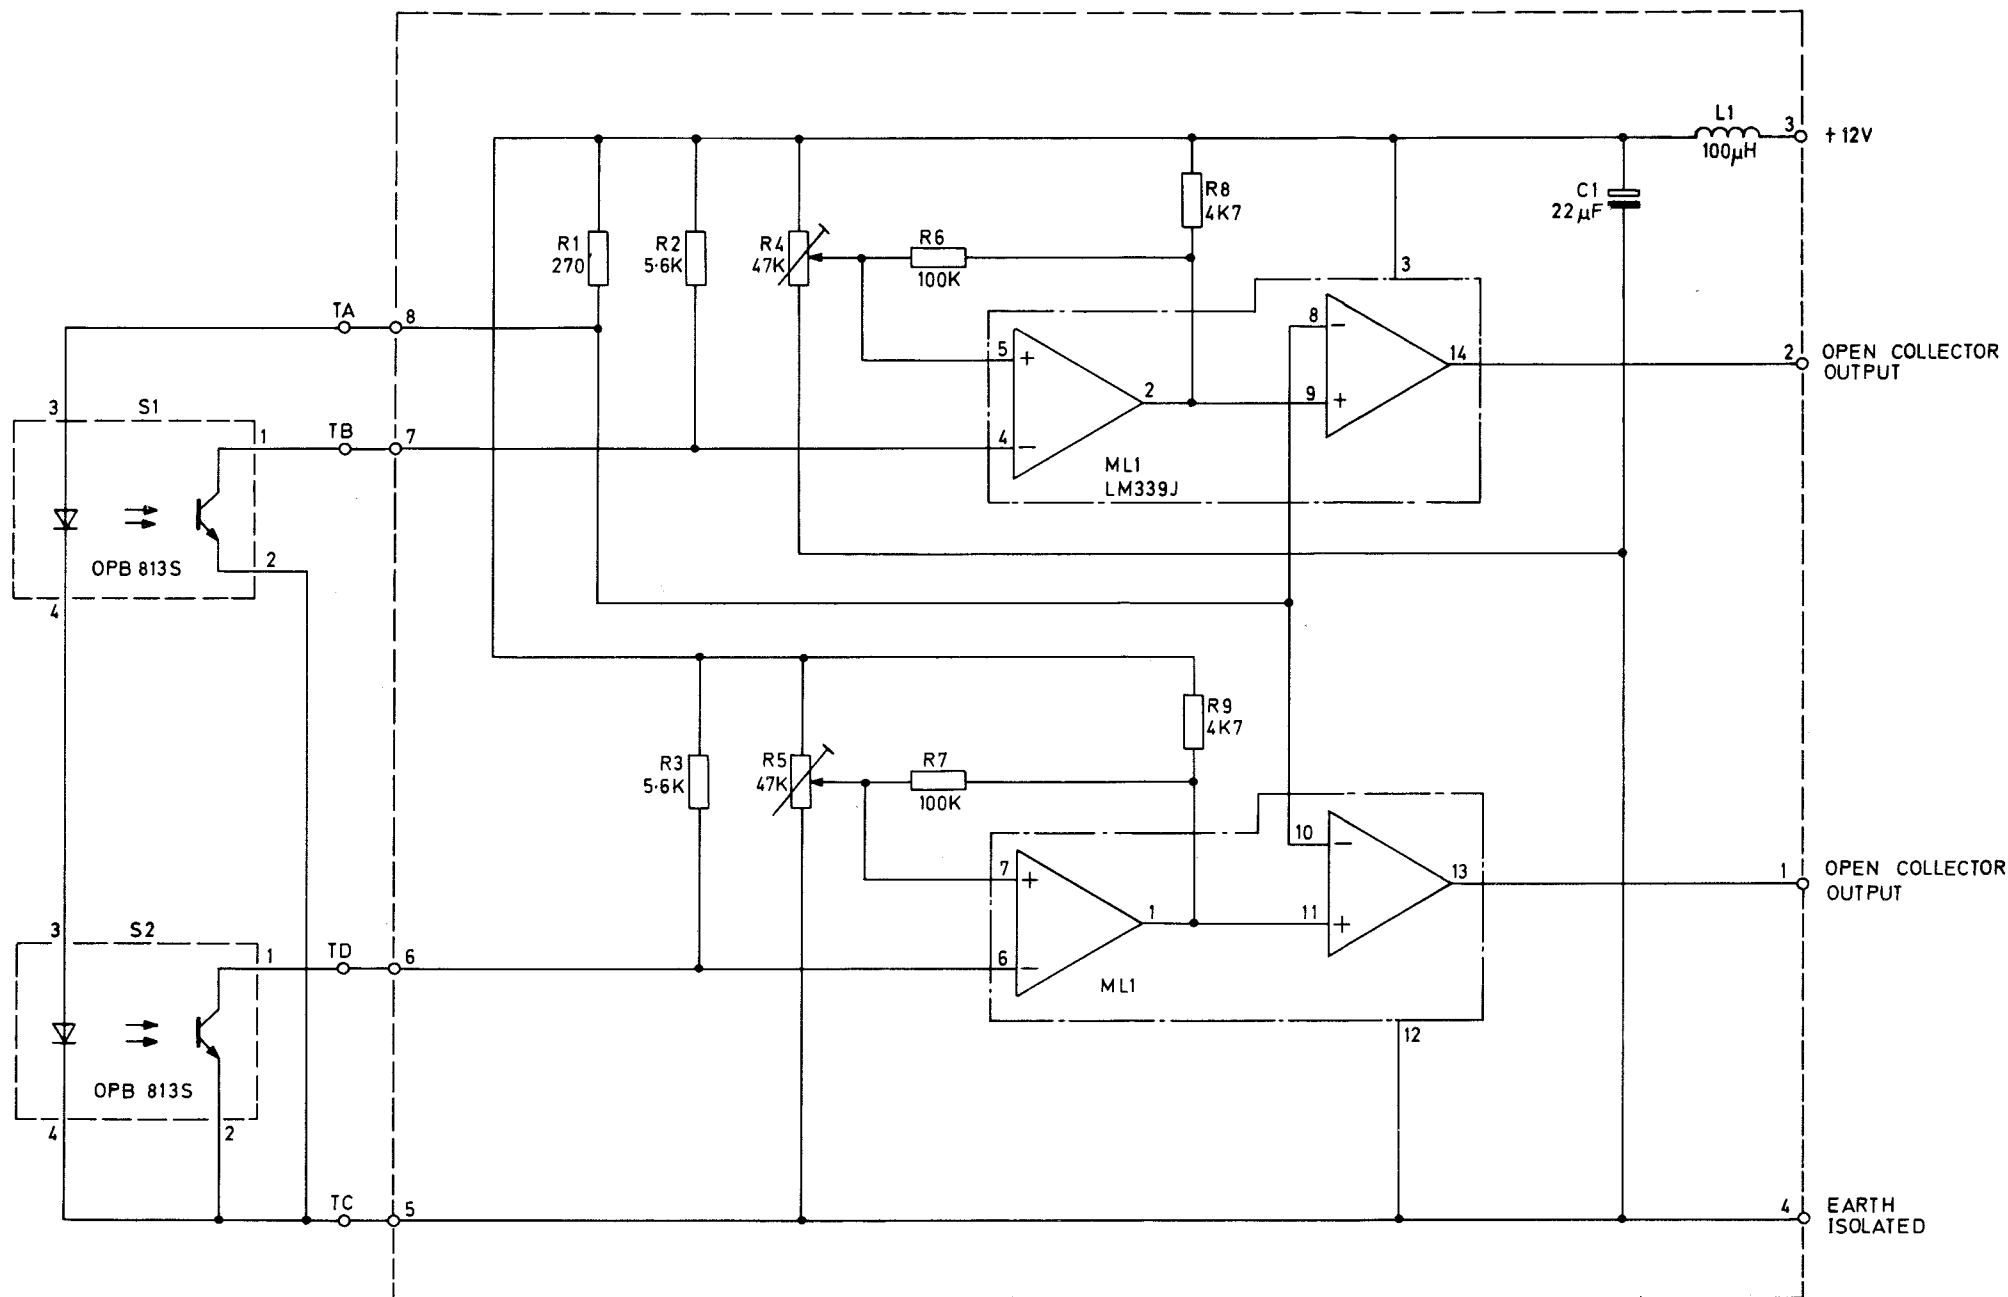 L1
100µH
3
+12V
C1
22µF
R8
4K7
R1
270
R2
5·6K
R4
47K
R6
100K
3
TA
8
8
−
14
2
OPEN COLLECTOR
OUTPUT
5
+
2
9
+
3
S1
1
TB
7
4
−
ML1
LM339J
2
OPB 813S
4
R9
4K7
R3
5·6K
R5
47K
R7
100K
10
−
13
1
OPEN COLLECTOR
OUTPUT
7
+
1
11
+
3
S2
1
TD
6
6
−
ML1
12
OPB 813S
4
2
TC
5
4
EARTH
ISOLATED